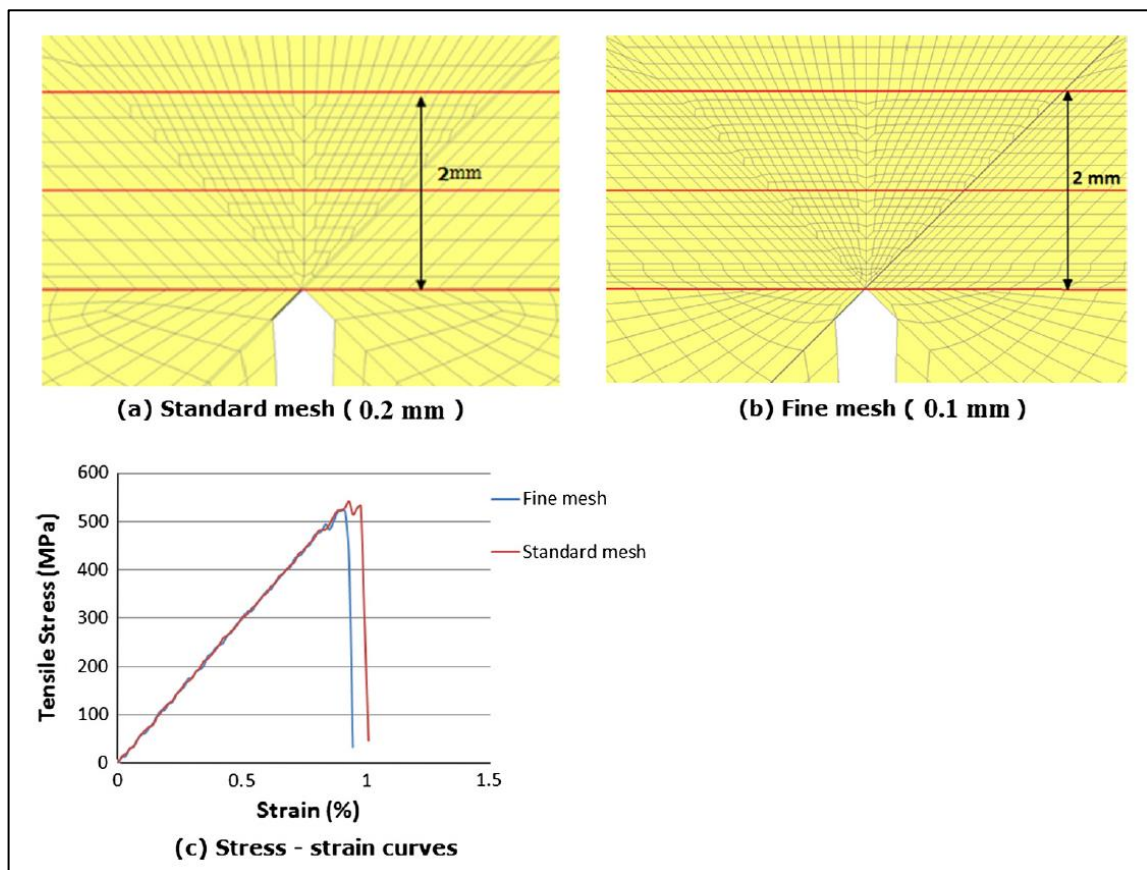 2mm
2 mm
(a) Standard mesh ( 0.2 mm )
(b) Fine mesh ( 0.1 mm )
600
500
400
300
200
100
0
Tensile Stress (MPa)
0
0.5
1
1.5
Strain (%)
Fine mesh
Standard mesh
(c) Stress - strain curves